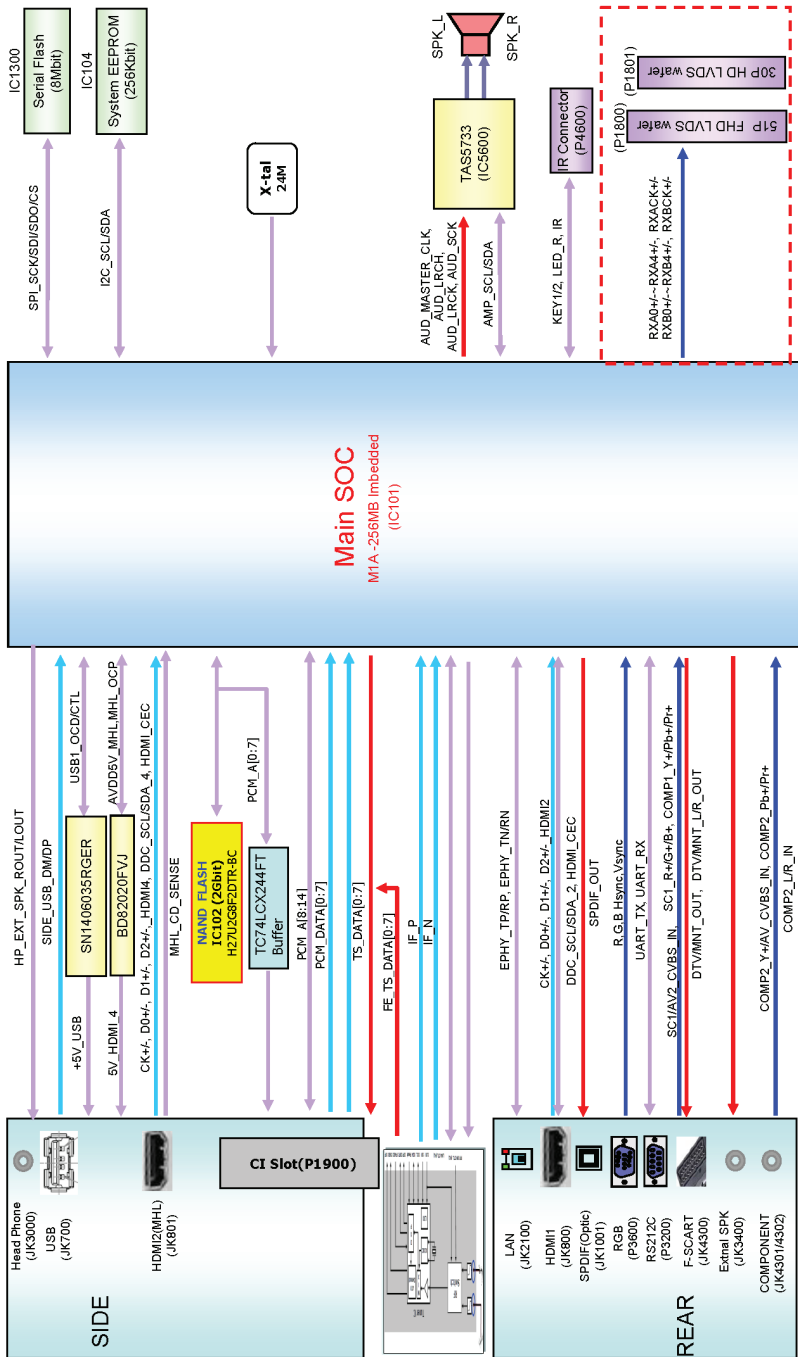 IC1300
Serial Flash
(8Mbit)
IC104
System EEPROM
(256Kbit)
X-tal
24M
SPK_L
SPK_R
TAS5733
(IC5600)
IR Connector
(P4600)
(P1801)
30P HD LVDS wafer
(P1800)
51P FHD LVDS wafer
SPI_SCK/SDI/SDO/CS
I2C_SCL/SDA
AUD_MASTER_CLK,
AUD_LRCH,
AUD_LRCK, AUD_SCK
AMP_SCL/SDA
KEY1/2, LED_R, IR
RXA0+/-~RXA4+/-, RXACK+/-
RXB0+/-~RXB4+/-, RXBCK+/-
Main SOC
M1A -256MB Imbedded
(IC101)
HP_EXT_SPK_ROUT/LOUT
SIDE_USB_DM/DP
USB1_OCD/CTL
SN1406035RGER
+5V_USB
AVDD5V_MHL,MHL_OCP
BD82020FVJ
5V_HDMI_4
CK+/-, D0+/-, D1+/-, D2+/-_HDMI4, DDC_SCL/SDA_4, HDMI_CEC
MHL_CD_SENSE
NAND FLASH
IC102 (2Gbit)
H27U2G8F2DTR-BC
PCM_A[0:7]
TC74LCX244FT
Buffer
PCM_A[8:14]
PCM_DATA[0:7]
TS_DATA[0:7]
FE_TS_DATA[0:7]
IF_P
IF_N
EPHY_TP/RP, EPHY_TN/RN
CK+/-, D0+/-, D1+/-, D2+/-_HDMI2
DDC_SCL/SDA_2, HDMI_CEC
SPDIF_OUT
R,G,B Hsync,Vsync
UART_TX, UART_RX
SC1/AV2_CVBS_IN, SC1_R+/G+/B+, COMP1_Y+/Pb+/Pr+
DTV/MNT_OUT, DTV/MNT_L/R_OUT
COMP2_Y+/AV_CVBS_IN, COMP2_Pb+/Pr+
COMP2_L/R_IN
Head Phone
(JK3000)
USB
(JK700)
HDMI2(MHL)
(JK801)
SIDE
CI Slot(P1900)
LAN
(JK2100)
HDMI1
(JK800)
SPDIF(Optic)
(JK1001)
RGB
(P3600)
RS212C
(P3200)
F-SCART
(JK4300)
Extnal SPK
(JK3400)
COMPONENT
(JK4301/4302)
REAR